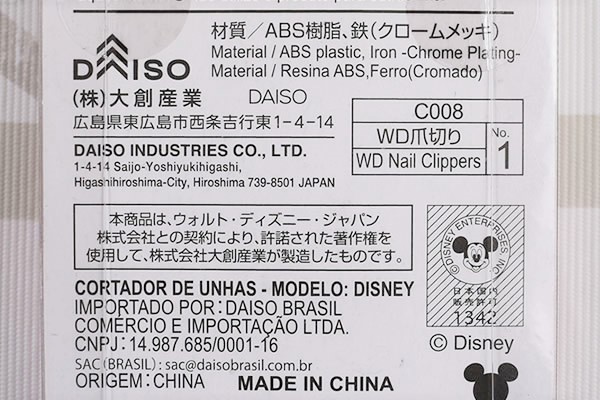 材質／ABS樹脂、鉄(クロームメッキ)
Material / ABS plastic, Iron -Chrome Plating-
Material / Resina ABS,Ferro(Cromado)
DAISO
(株)大創産業 DAISO
広島県東広島市西条吉行東1-4-14
DAISO INDUSTRIES CO., LTD.
1-4-14 Saijo-Yoshiyukihigashi,
Higashihiroshima-City, Hiroshima 739-8501 JAPAN
C008
WD爪切り
WD Nail Clippers
No.
1
本商品は、ウォルト・ディズニー・ジャパン
株式会社との契約により、許諾された著作権を
使用して、株式会社大創産業が製造したものです。
© DISNEY ENTERPRISES, INC.
日本国内
販売許可
1342
© Disney
CORTADOR DE UNHAS - MODELO: DISNEY
IMPORTADO POR: DAISO BRASIL
COMÉRCIO E IMPORTAÇÃO LTDA.
CNPJ: 14.987.685/0001-16
SAC (BRASIL) : sac@daisobrasil.com.br
ORIGEM: CHINA MADE IN CHINA